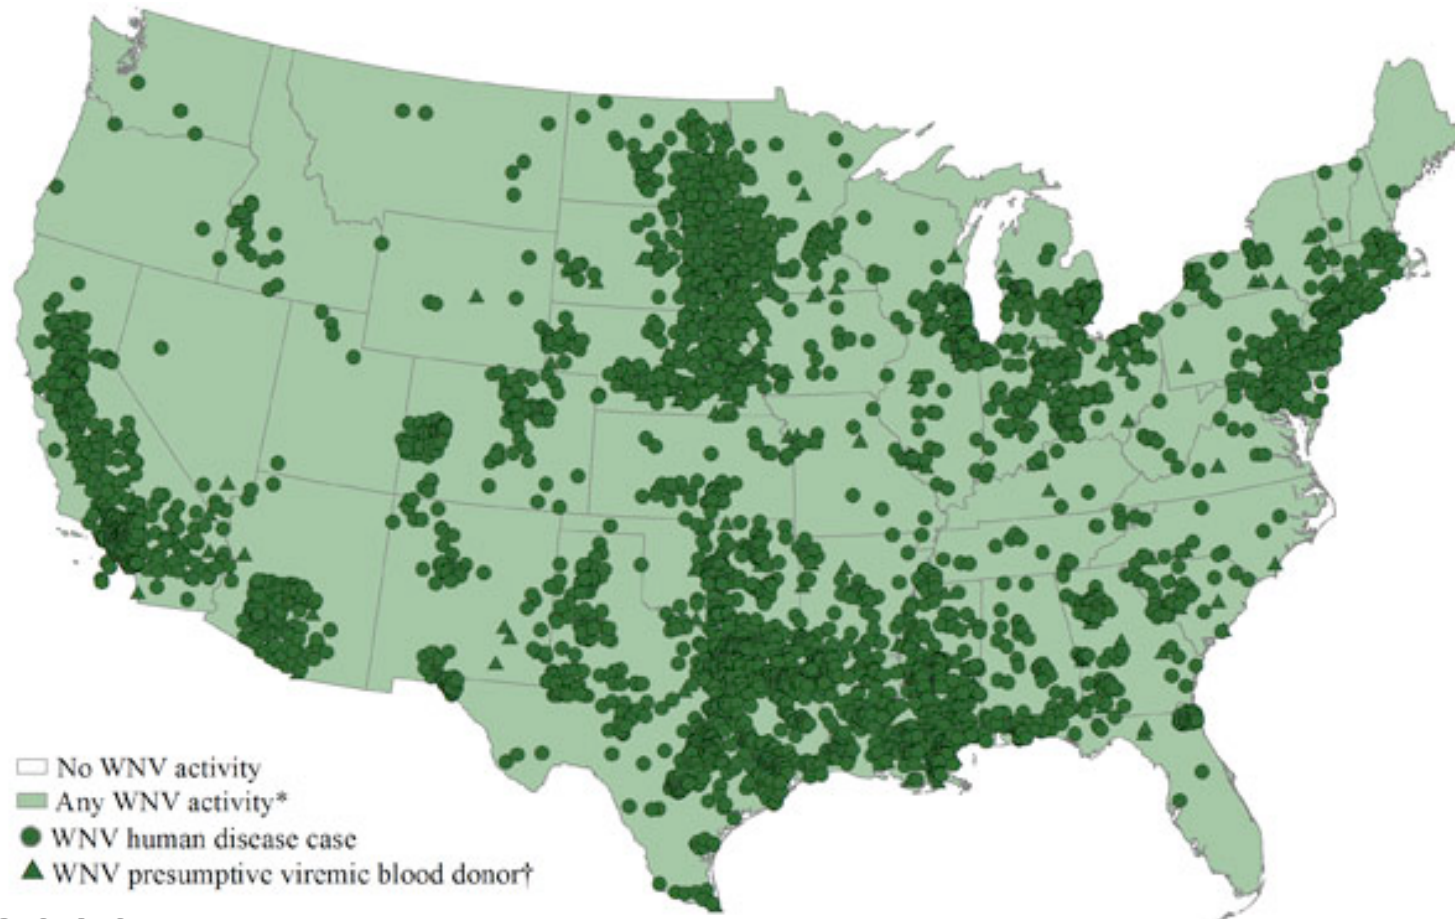 No WNV activity
Any WNV activity*
WNV human disease case
WNV presumptive viremic blood donor†